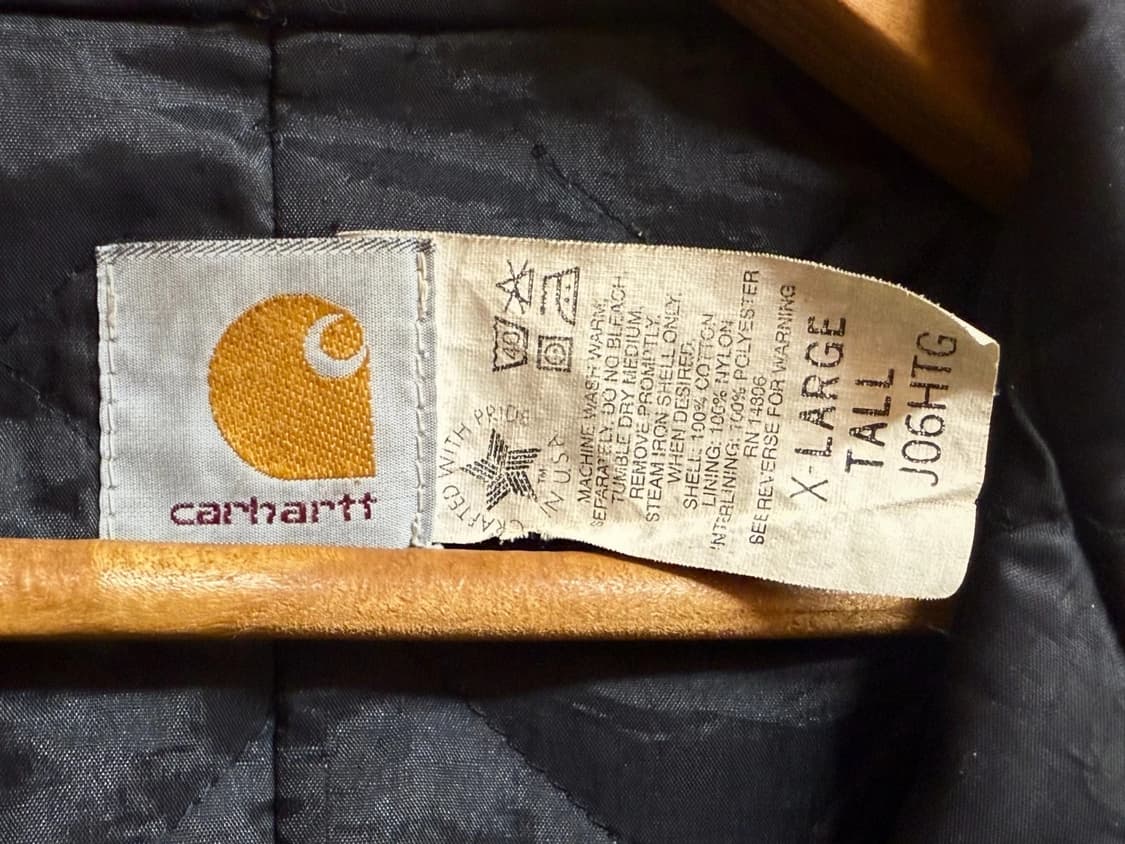 carhartt
40
CRAFTED WITH PRIDE
IN U.S.A.
™
MACHINE WASH WARM,
SEPARATELY. DO NOT BLEACH.
TUMBLE DRY MEDIUM.
REMOVE PROMPTLY.
STEAM IRON SHELL ONLY
WHEN DESIRED.
SHELL: 100% COTTON
LINING: 100% NYLON
INTERLINING: 100% POLYESTER
RN 14806
SEE REVERSE FOR WARNING
X-LARGE
TALL
J06HTG